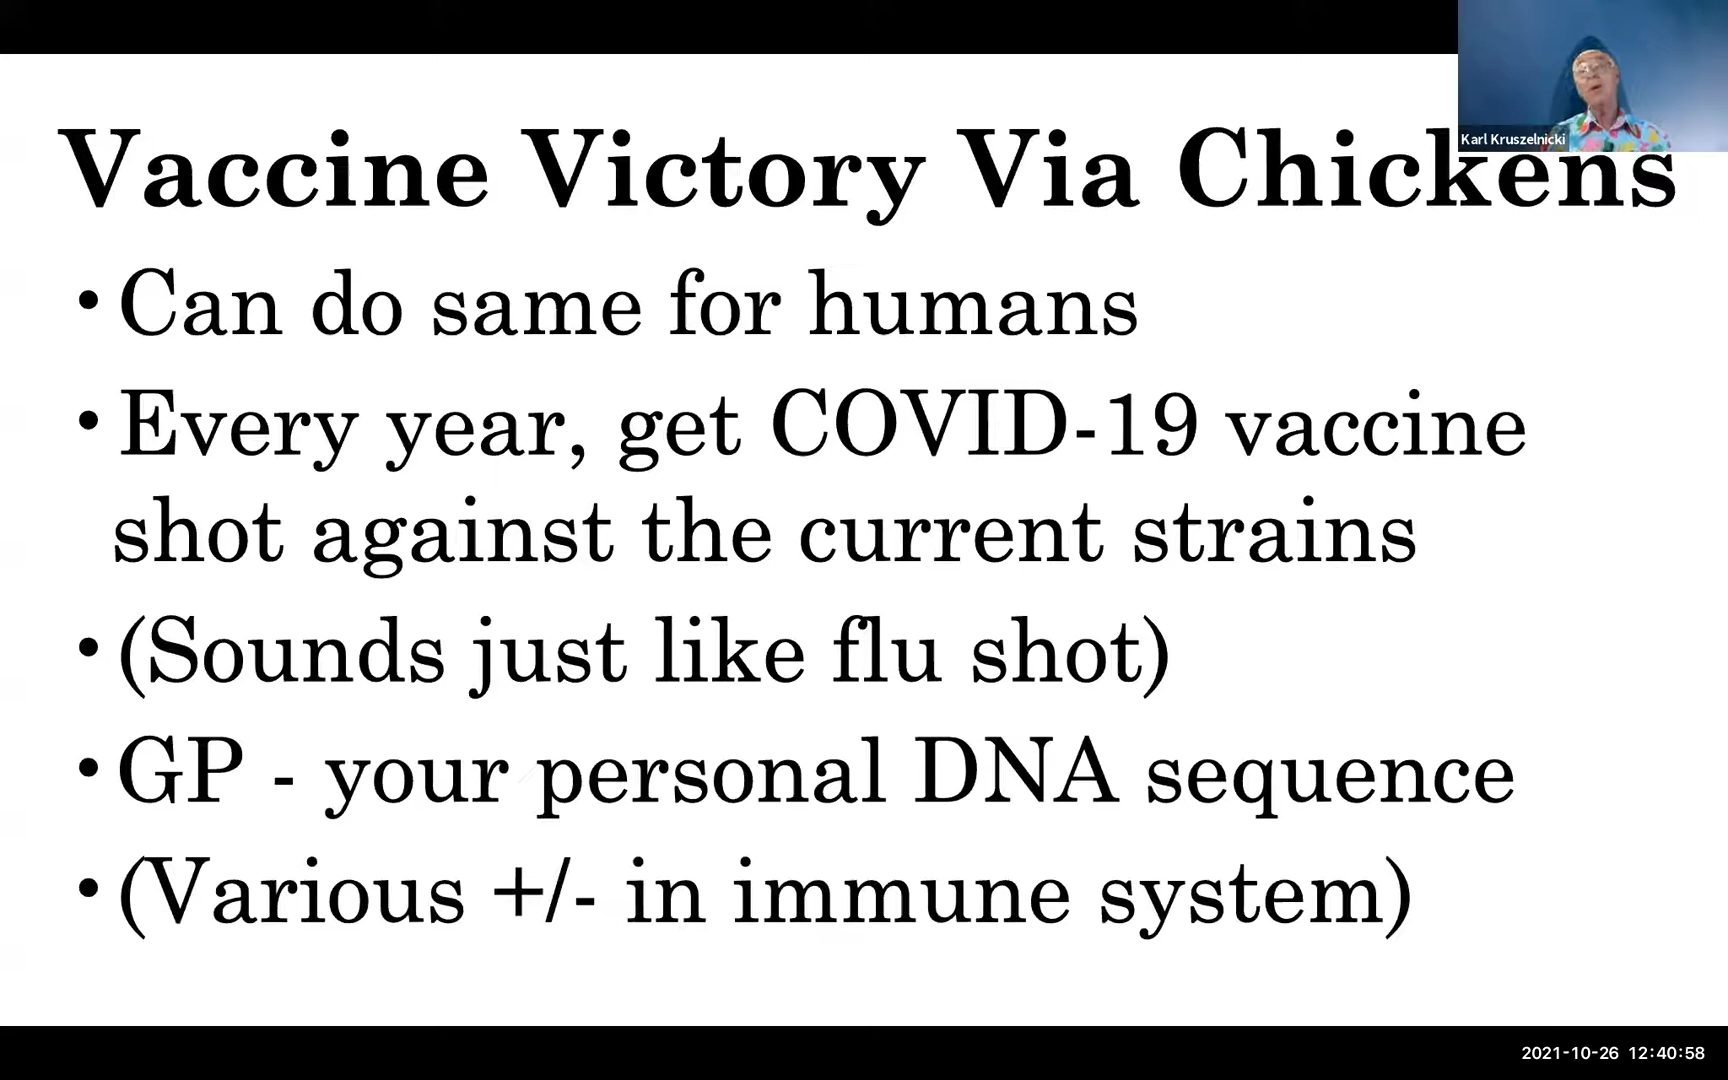 Karl Kruszelnicki
Vaccine Victory Via Chickens
• Can do same for humans
• Every year, get COVID-19 vaccine
shot against the current strains
• (Sounds just like flu shot)
• GP - your personal DNA sequence
• (Various +/- in immune system)
2021-10-26 12:40:58